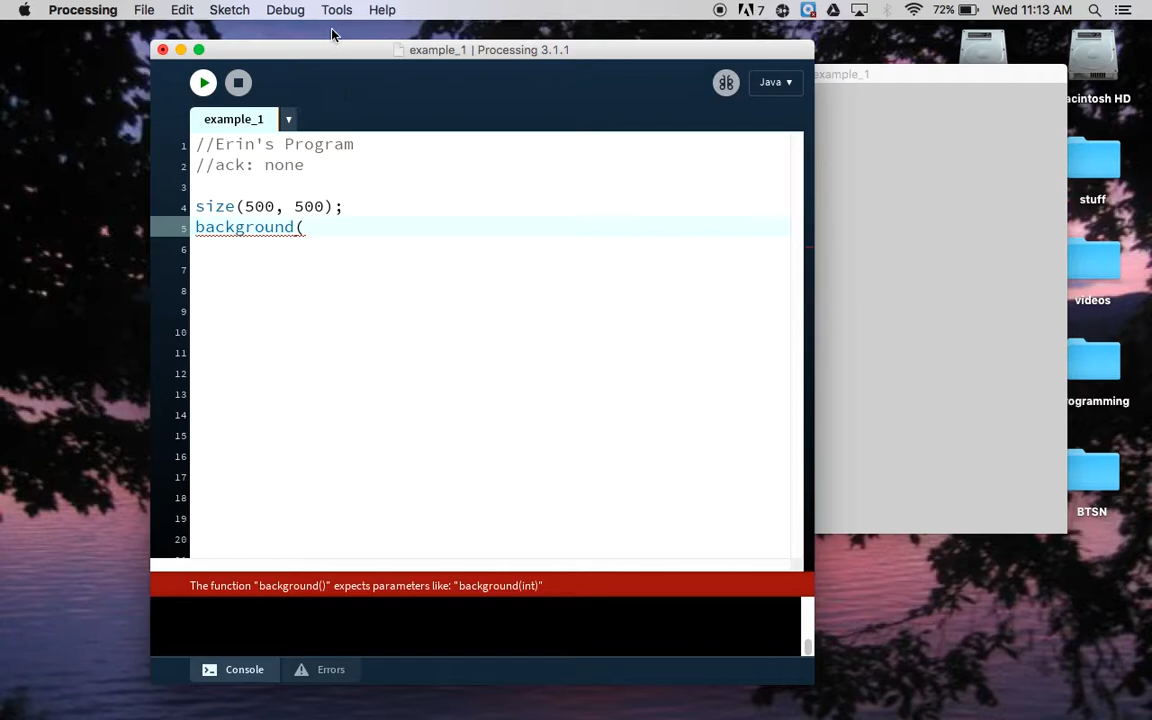 Processing File Edit Sketch Debug Tools Help 7 72% Wed 11:13 AM
example_1 | Processing 3.1.1
example_1
Java ▾
acintosh HD
example_1 ▾
1 //Erin's Program
2 //ack: none
3
4 size(500, 500);
5 background(
6
7
8
9
10
11
12
13
14
15
16
17
18
19
20
stuff
videos
rogramming
BTSN
The function "background()" expects parameters like: "background(int)"
Console Errors